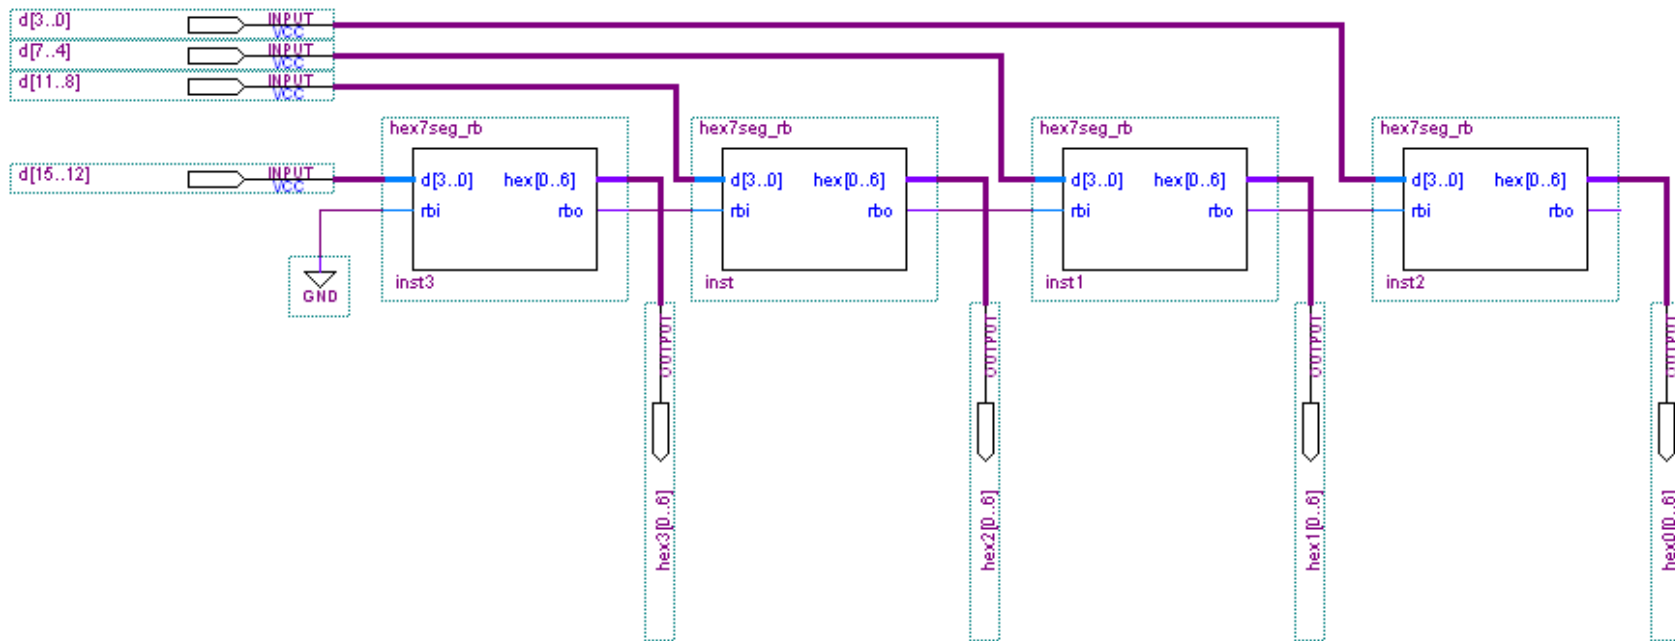 d[3..0] INPUT
VCC
d[7..4] INPUT
VCC
d[11..8] INPUT
VCC
d[15..12] INPUT
VCC
GND
hex7seg_rb
d[3..0] hex[0..6]
rbi rbo
inst3
hex7seg_rb
d[3..0] hex[0..6]
rbi rbo
inst
hex7seg_rb
d[3..0] hex[0..6]
rbi rbo
inst1
hex7seg_rb
d[3..0] hex[0..6]
rbi rbo
inst2
OUTPUT
hex3[0..6]
OUTPUT
hex2[0..6]
OUTPUT
hex1[0..6]
OUTPUT
hex0[0..6]